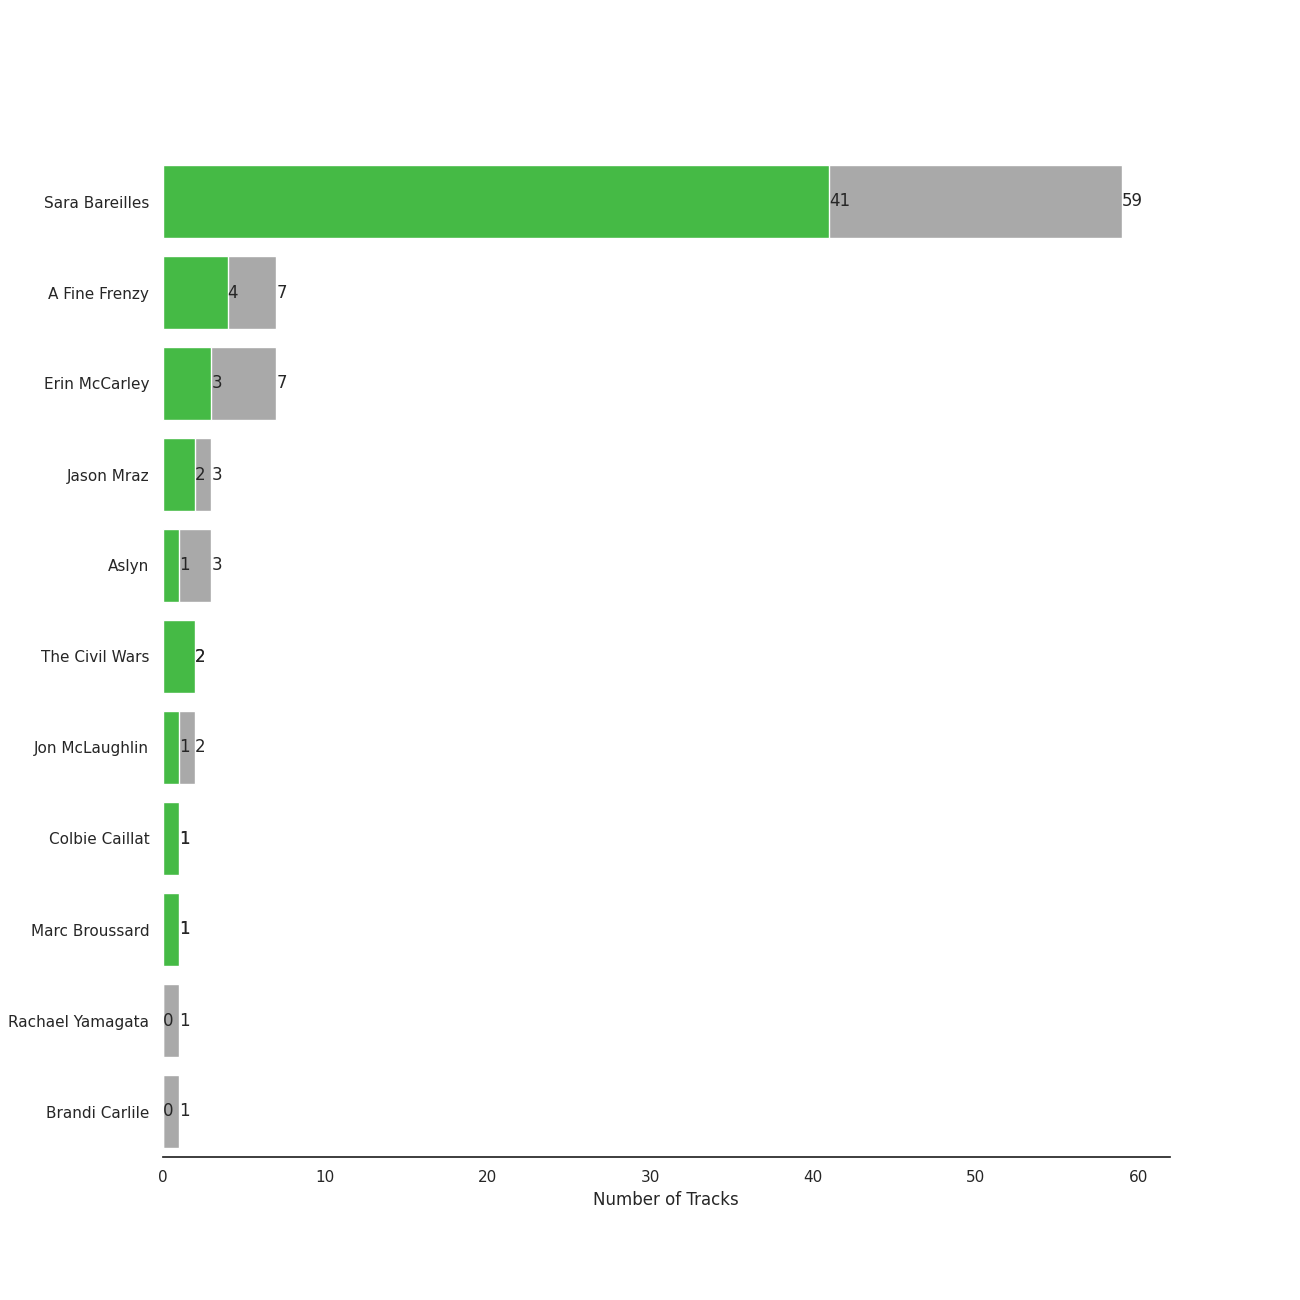 Sara Bareilles 41 59
A Fine Frenzy 4 7
Erin McCarley 3 7
Jason Mraz 2 3
Aslyn 1 3
The Civil Wars 2
Jon McLaughlin 1 2
Colbie Caillat 1
Marc Broussard 1
Rachael Yamagata 0 1
Brandi Carlile 0 1
0 10 20 30 40 50 60
Number of Tracks